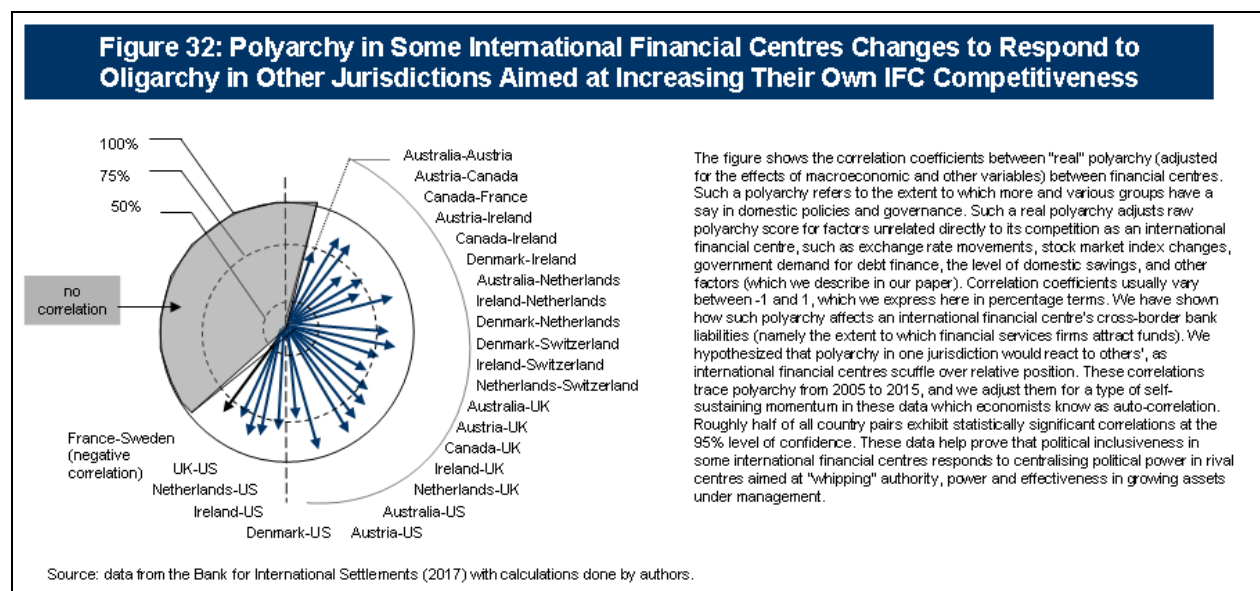 Figure 32: Polyarchy in Some International Financial Centres Changes to Respond to
Oligarchy in Other Jurisdictions Aimed at Increasing Their Own IFC Competitiveness
100%
75%
50%
no
correlation
Australia-Austria
Austria-Canada
Canada-France
Austria-Ireland
Canada-Ireland
Denmark-Ireland
Australia-Netherlands
Ireland-Netherlands
Denmark-Netherlands
Denmark-Switzerland
Ireland-Switzerland
Netherlands-Switzerland
Australia-UK
Austria-UK
Canada-UK
Ireland-UK
Netherlands-UK
Australia-US
Austria-US
Denmark-US
Ireland-US
Netherlands-US
UK-US
France-Sweden
(negative
correlation)
The figure shows the correlation coefficients between "real" polyarchy (adjusted
for the effects of macroeconomic and other variables) between financial centres.
Such a polyarchy refers to the extent to which more and various groups have a
say in domestic policies and governance. Such a real polyarchy adjusts raw
polyarchy score for factors unrelated directly to its competition as an international
financial centre, such as exchange rate movements, stock market index changes,
government demand for debt finance, the level of domestic savings, and other
factors (which we describe in our paper). Correlation coefficients usually vary
between -1 and 1, which we express here in percentage terms. We have shown
how such polyarchy affects an international financial centre's cross-border bank
liabilities (namely the extent to which financial services firms attract funds). We
hypothesized that polyarchy in one jurisdiction would react to others', as
international financial centres scuffle over relative position. These correlations
trace polyarchy from 2005 to 2015, and we adjust them for a type of self-
sustaining momentum in these data which economists know as auto-correlation.
Roughly half of all country pairs exhibit statistically significant correlations at the
95% level of confidence. These data help prove that political inclusiveness in
some international financial centres responds to centralising political power in rival
centres aimed at "whipping" authority, power and effectiveness in growing assets
under management.
Source: data from the Bank for International Settlements (2017) with calculations done by authors.